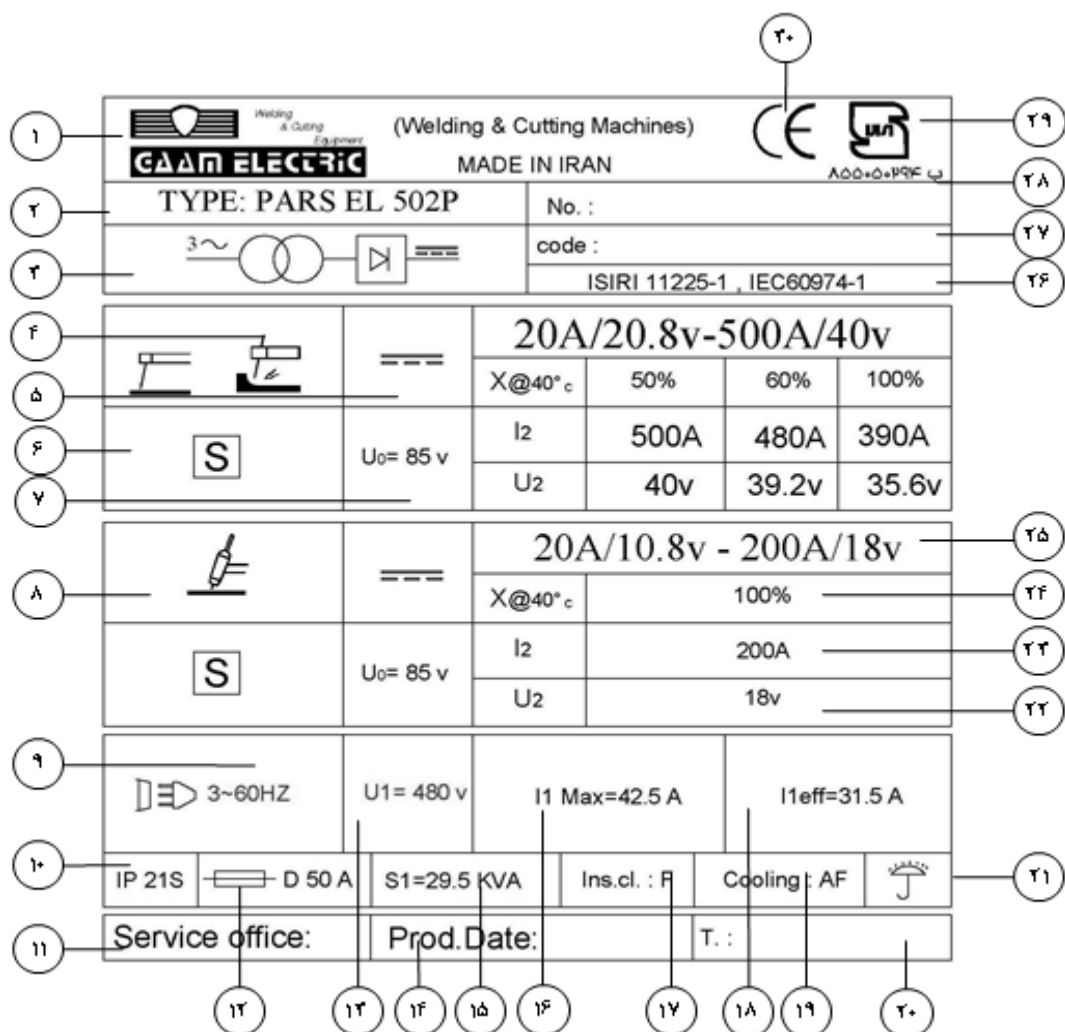 ۳۰
Welding
& Cutting
Equipment
GAAM ELECTRIC
(Welding & Cutting Machines)
MADE IN IRAN
CE
ISIRI
۸۵۵۰۵۰۲۹۴ ب
۱
۲۹
۲۸
TYPE: PARS EL 502P
No. :
۲
۲۷
3~
code :
ISIRI 11225-1 , IEC60974-1
۳
۲۶
۴
20A/20.8v-500A/40v
X@40°c 50% 60% 100%
۵
S
U0= 85 v
I2 500A 480A 390A
۶
U2 40v 39.2v 35.6v
۷
20A/10.8v - 200A/18v
۲۵
۸
X@40°c 100%
۲۴
S
U0= 85 v
I2 200A
۲۳
U2 18v
۲۲
۹
3~60HZ
U1= 480 v
I1 Max=42.5 A
I1eff=31.5 A
۱۰
IP 21S
D 50 A
S1=29.5 KVA
Ins.cl. : F
Cooling : AF
۲۱
۱۱
Service office:
Prod.Date:
T. :
۱۲
۱۳
۱۴
۱۵
۱۶
۱۷
۱۸
۱۹
۲۰